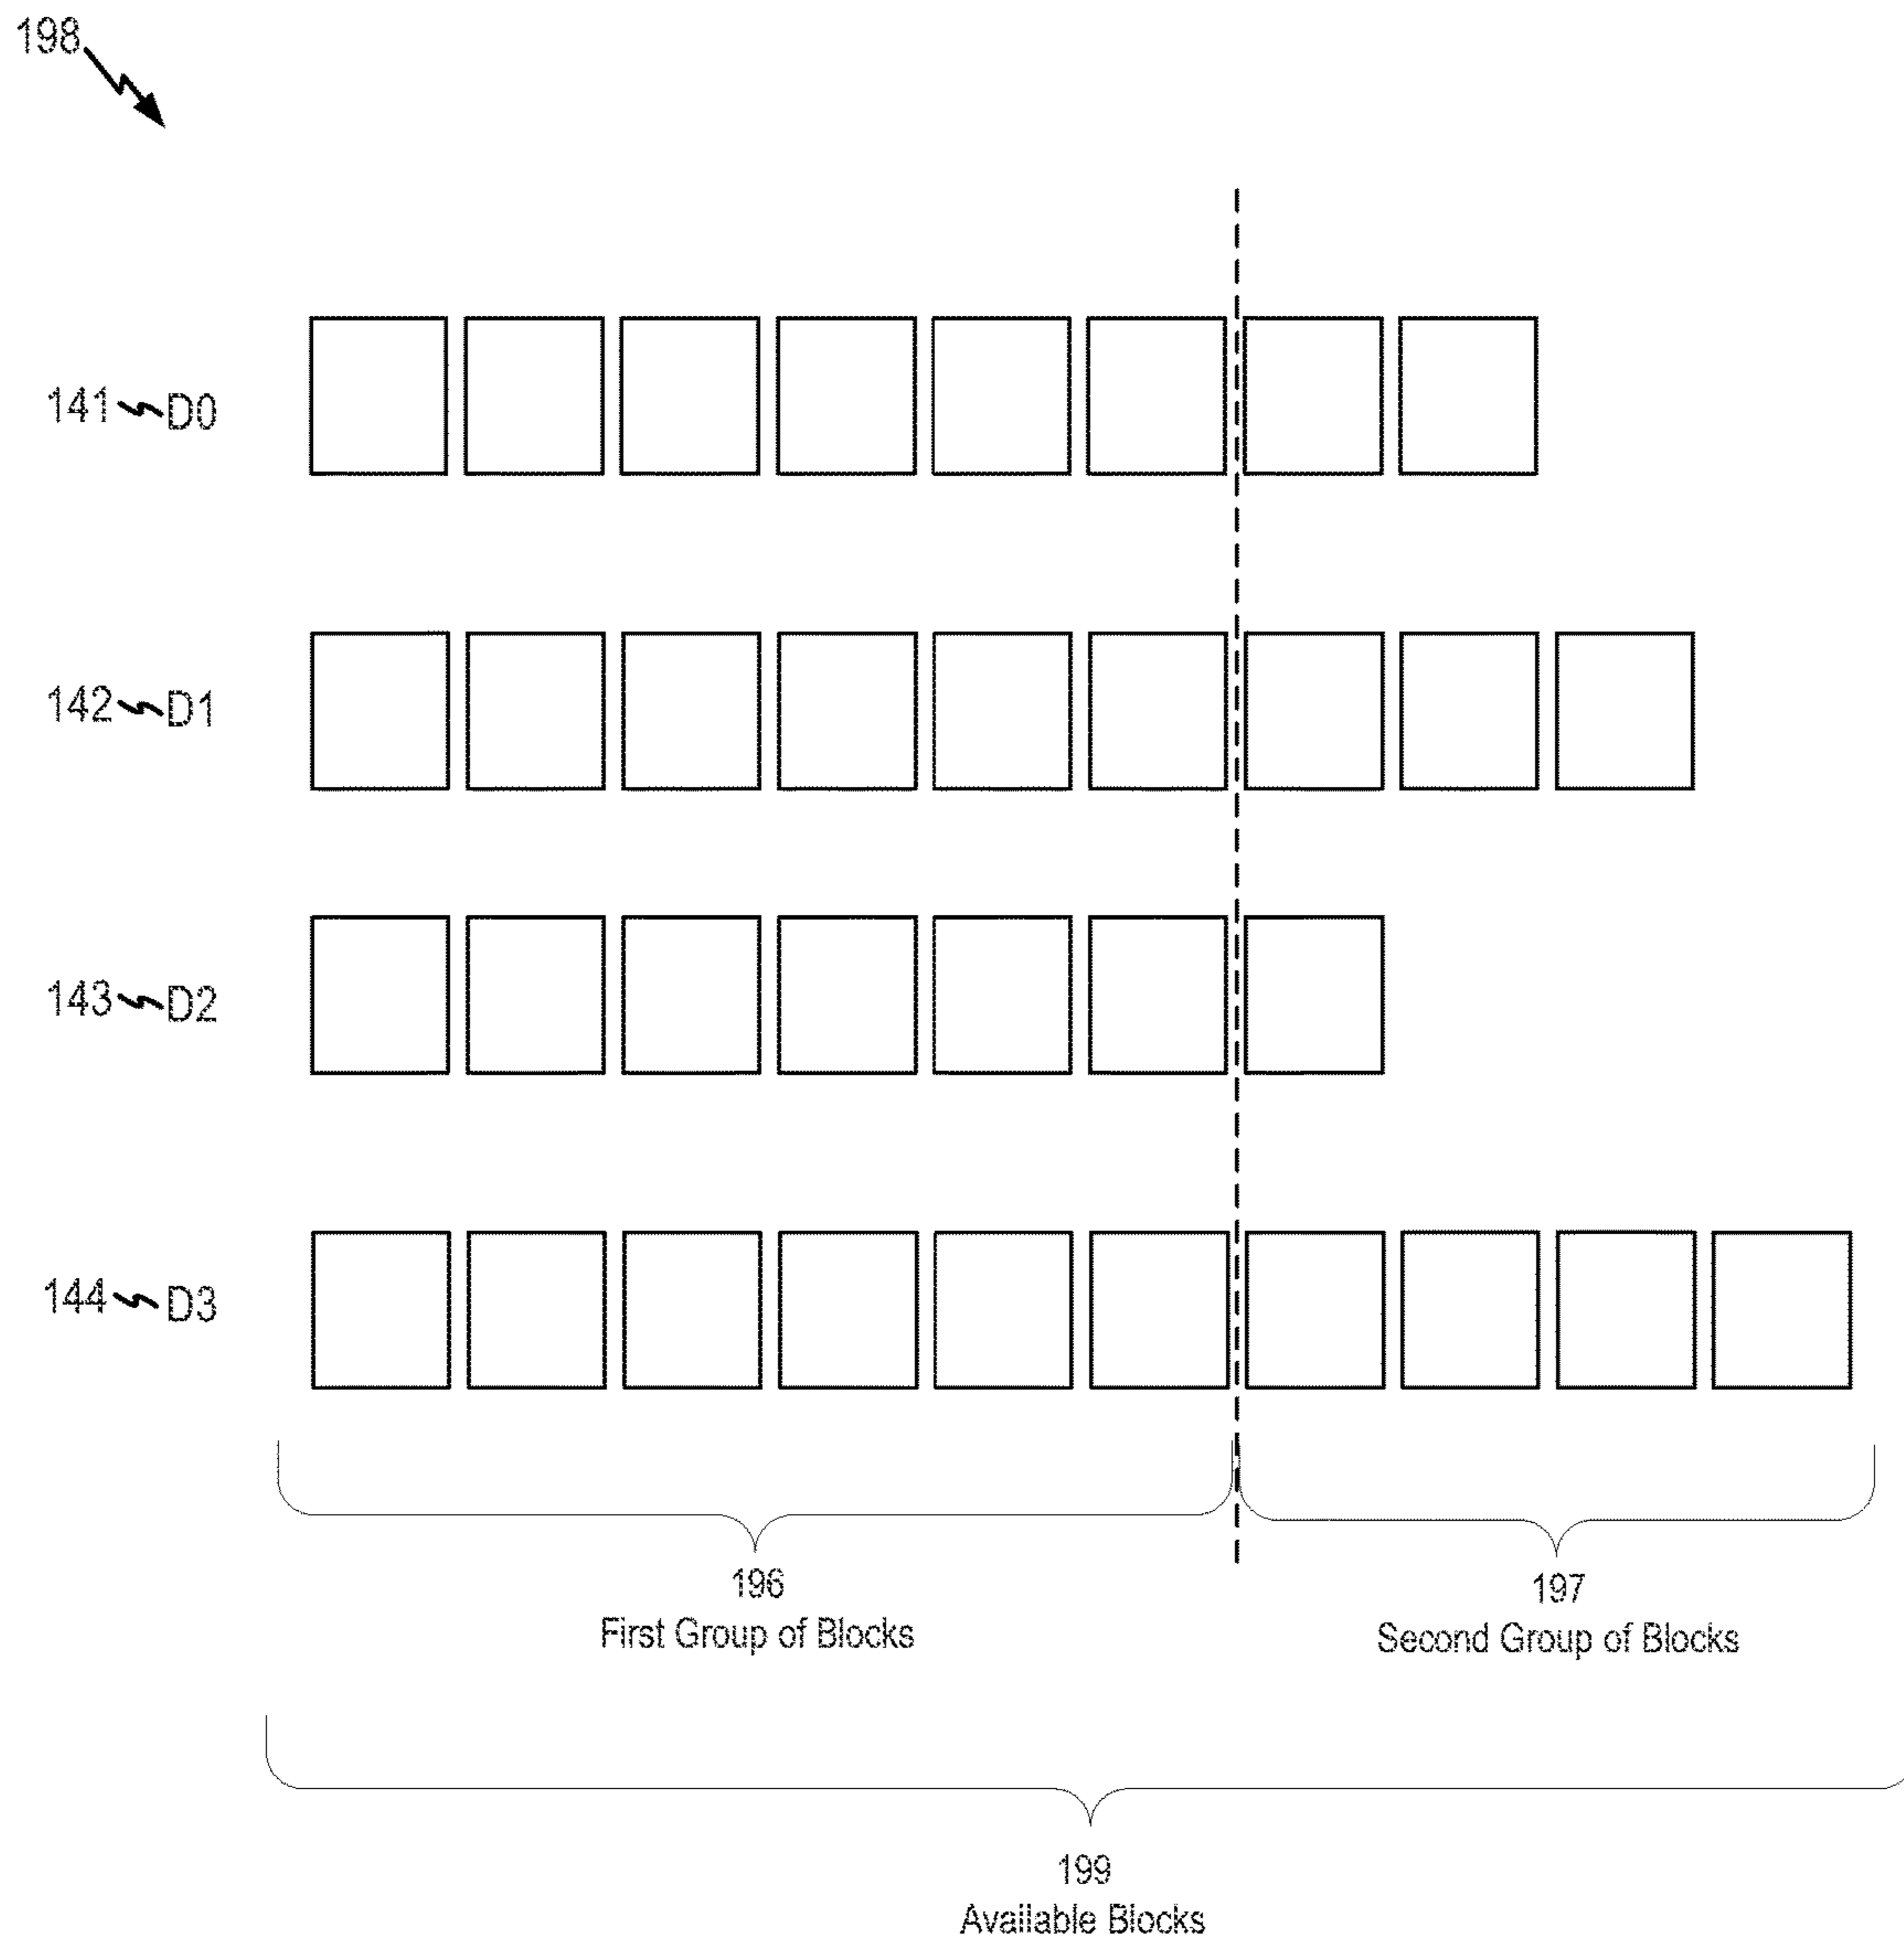 198
141 D0
142 D1
143 D2
144 D3
196
First Group of Blocks
197
Second Group of Blocks
199
Available Blocks